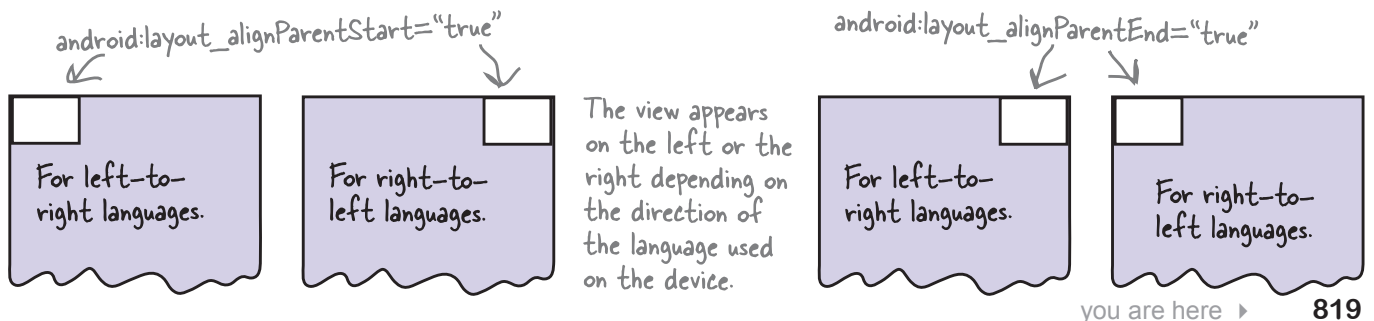 android:layout_alignParentStart="true"
For left-to-
right languages.
For right-to-
left languages.
The view appears
on the left or the
right depending on
the direction of
the language used
on the device.
android:layout_alignParentEnd="true"
For left-to-
right languages.
For right-to-
left languages.
you are here ▸ 819